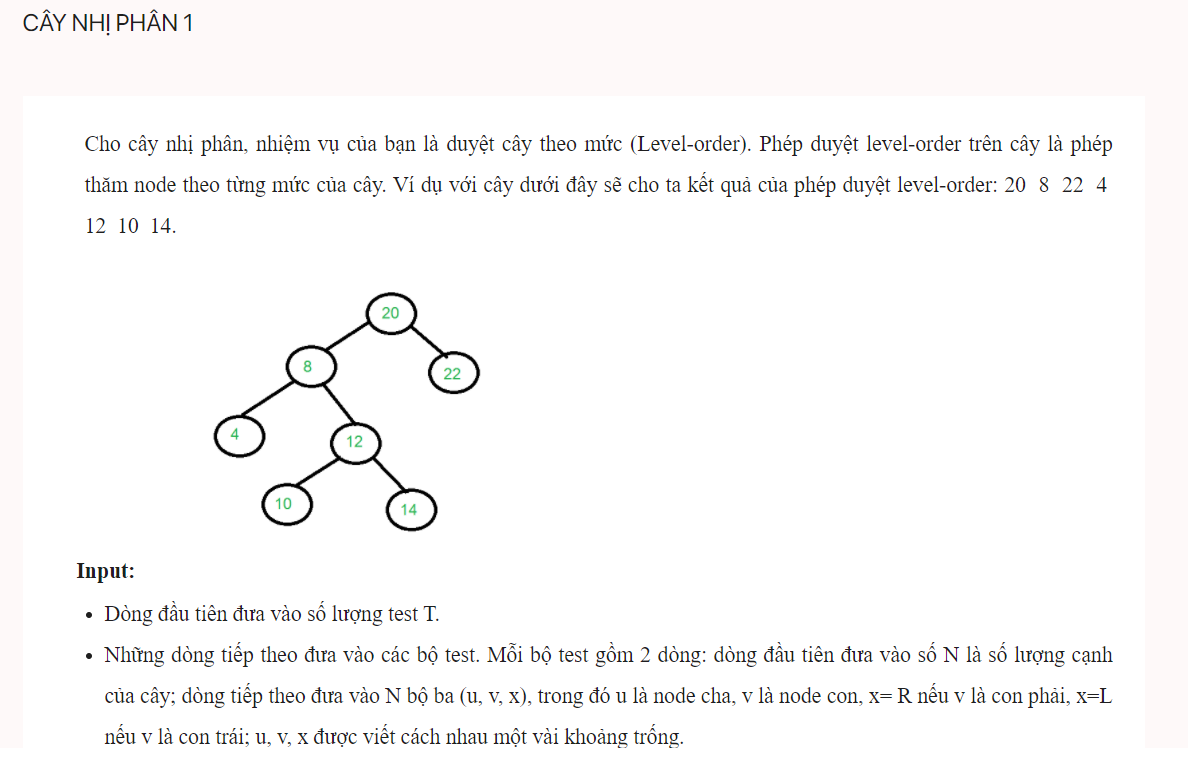 CÂY NHỊ PHÂN 1
Cho cây nhị phân, nhiệm vụ của bạn là duyệt cây theo mức (Level-order). Phép duyệt level-order trên cây là phép
thăm node theo từng mức của cây. Ví dụ với cây dưới đây sẽ cho ta kết quả của phép duyệt level-order: 20 8 22 4
12 10 14.
20
8
22
4
12
10
14
Input:
• Dòng đầu tiên đưa vào số lượng test T.
• Những dòng tiếp theo đưa vào các bộ test. Mỗi bộ test gồm 2 dòng: dòng đầu tiên đưa vào số N là số lượng cạnh
của cây; dòng tiếp theo đưa vào N bộ ba (u, v, x), trong đó u là node cha, v là node con, x= R nếu v là con phải, x=L
nếu v là con trái; u, v, x được viết cách nhau một vài khoảng trống.